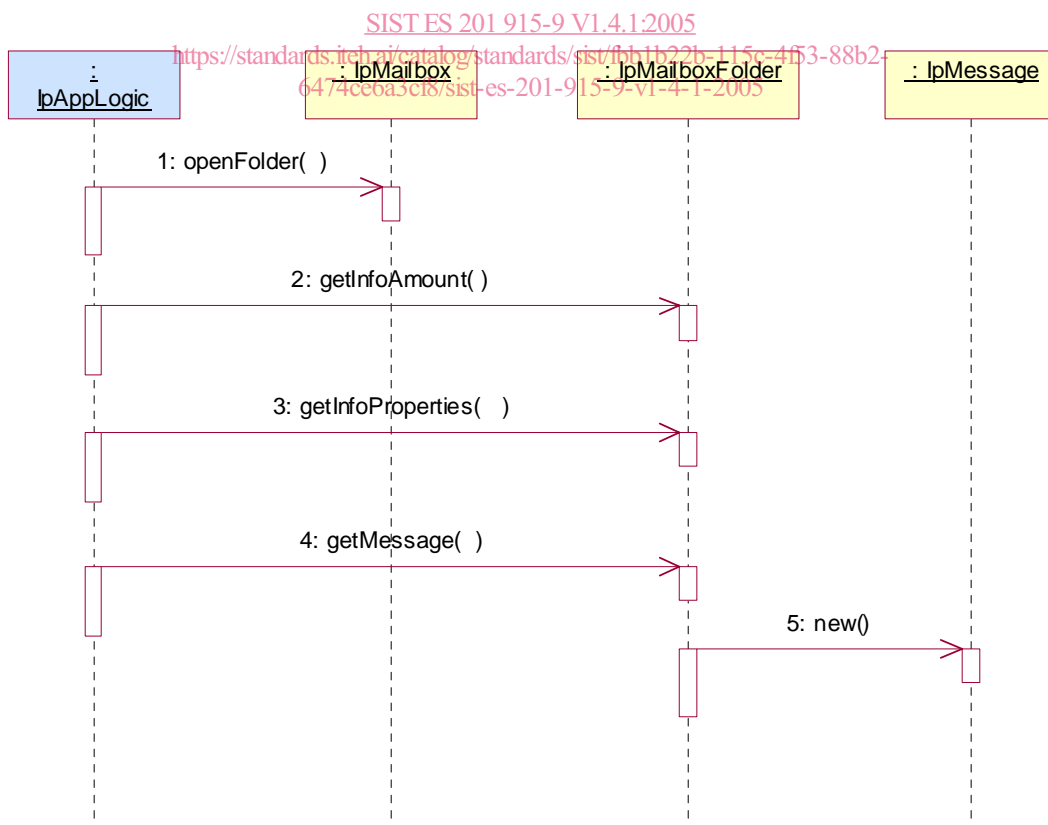 SIST ES 201 915-9 V1.4.1:2005
https://standards.iteh.ai/catalog/standards/sist/fbb1b22b-115c-4f53-88b2-
6474ce6a3cf8/sist-es-201-915-9-v1-4-1-2005
:
IpAppLogic
: IpMailbox
: IpMailboxFolder
: IpMessage
1: openFolder( )
2: getInfoAmount( )
3: getInfoProperties( )
4: getMessage( )
5: new()